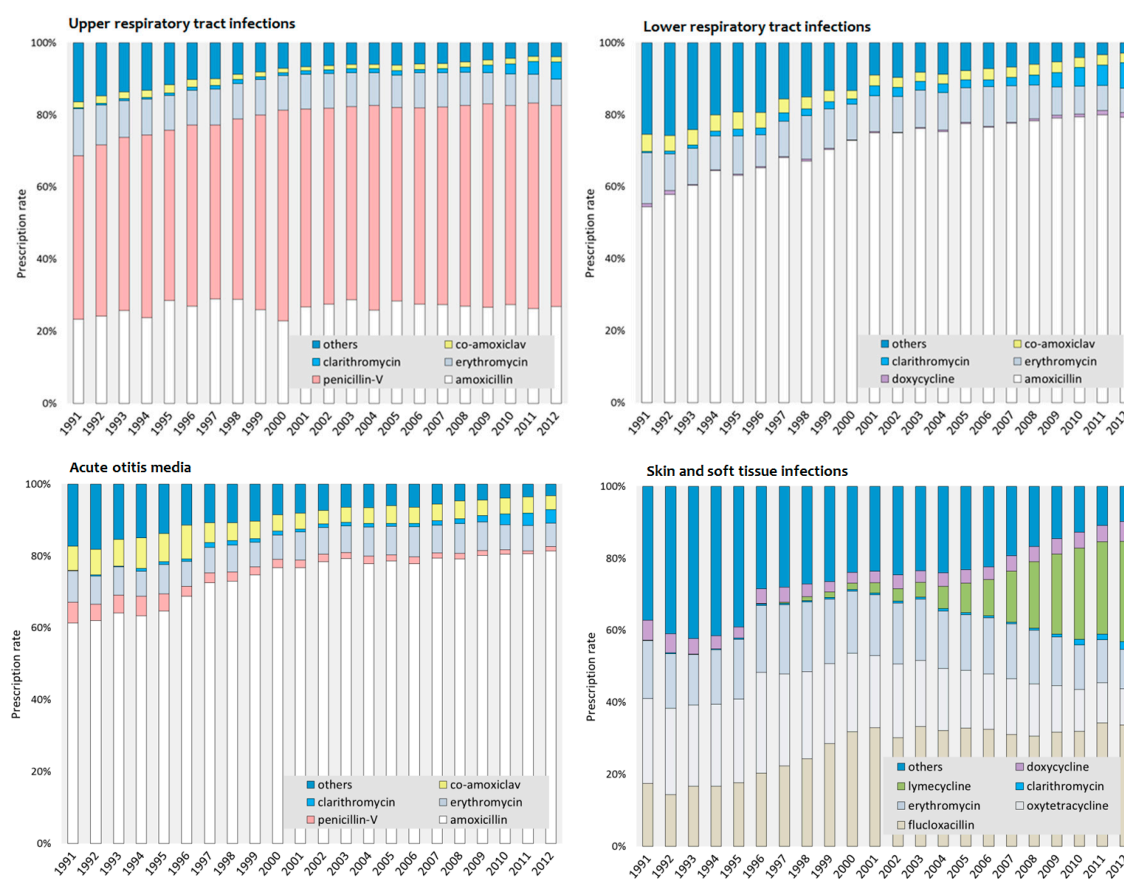 Upper respiratory tract infections
100%
80%
60%
40%
20%
0%
Prescription rate
others co-amoxiclav
clarithromycin erythromycin
penicillin-V amoxicillin
1991 1992 1993 1994 1995 1996 1997 1998 1999 2000 2001 2002 2003 2004 2005 2006 2007 2008 2009 2010 2011 2012
Lower respiratory tract infections
100%
80%
60%
40%
20%
0%
Prescription rate
others co-amoxiclav
clarithromycin erythromycin
doxycycline amoxicillin
1991 1992 1993 1994 1995 1996 1997 1998 1999 2000 2001 2002 2003 2004 2005 2006 2007 2008 2009 2010 2011 2012
Acute otitis media
100%
80%
60%
40%
20%
0%
Prescription rate
others co-amoxiclav
clarithromycin erythromycin
penicillin-V amoxicillin
1991 1992 1993 1994 1995 1996 1997 1998 1999 2000 2001 2002 2003 2004 2005 2006 2007 2008 2009 2010 2011 2012
Skin and soft tissue infections
100%
80%
60%
40%
20%
0%
Prescription rate
others doxycycline
lymecycline clarithromycin
erythromycin oxytetracycline
flucloxacillin
1991 1992 1993 1994 1995 1996 1997 1998 1999 2000 2001 2002 2003 2004 2005 2006 2007 2008 2009 2010 2011 2012